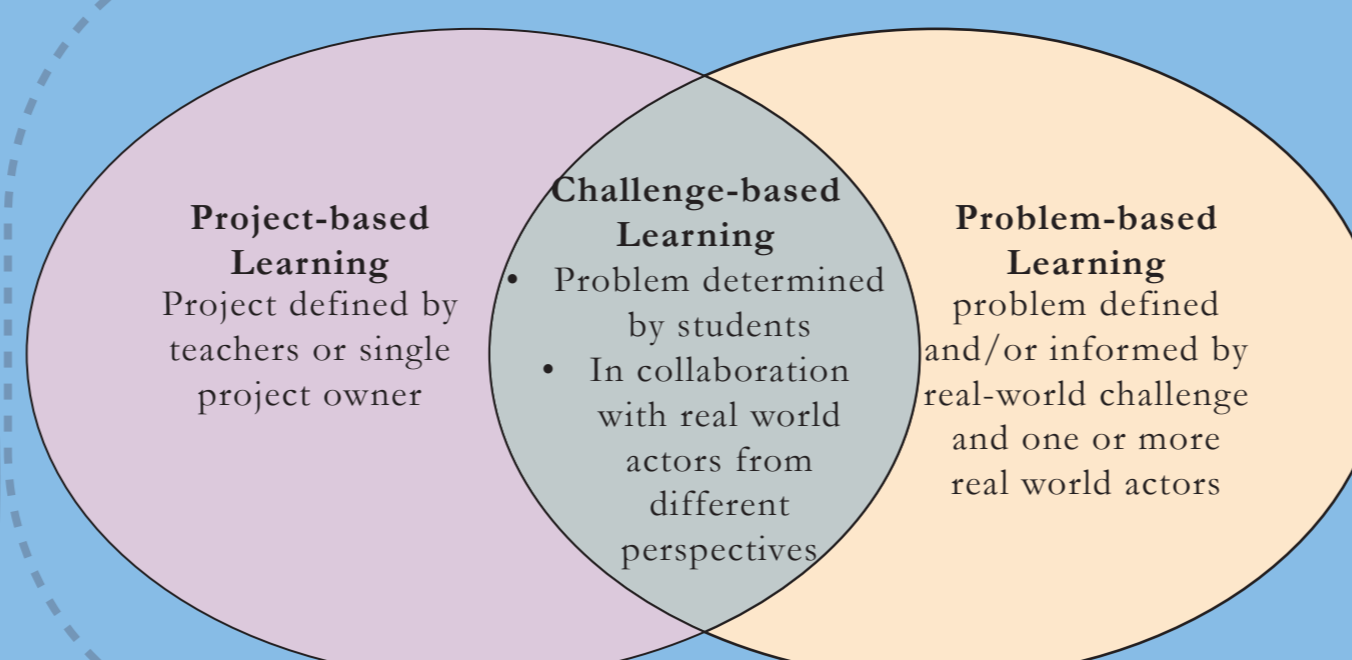 Project-based
Learning
Project defined by
teachers or single
project owner
Challenge-based
Learning
• Problem determined
by students
• In collaboration
with real world
actors from
different
perspectives
Problem-based
Learning
problem defined
and/or informed by
real-world challenge
and one or more
real world actors